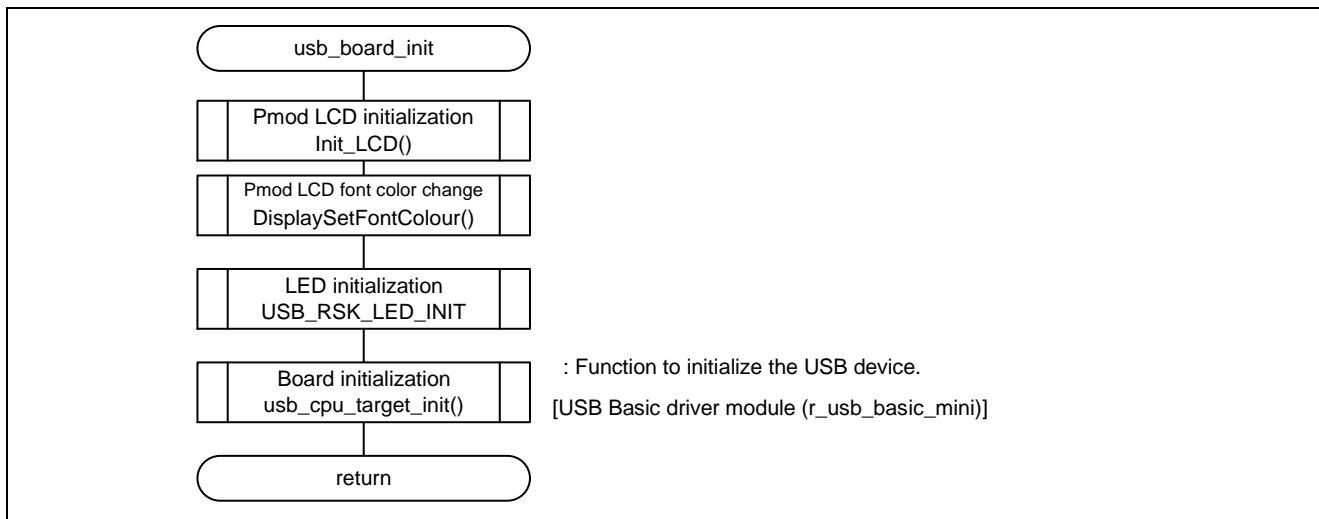 usb_board_init
Pmod LCD initialization
Init_LCD()
Pmod LCD font color change
DisplaySetFontColour()
LED initialization
USB_RSK_LED_INIT
Board initialization
usb_cpu_target_init()
: Function to initialize the USB device.
[USB Basic driver module (r_usb_basic_mini)]
return